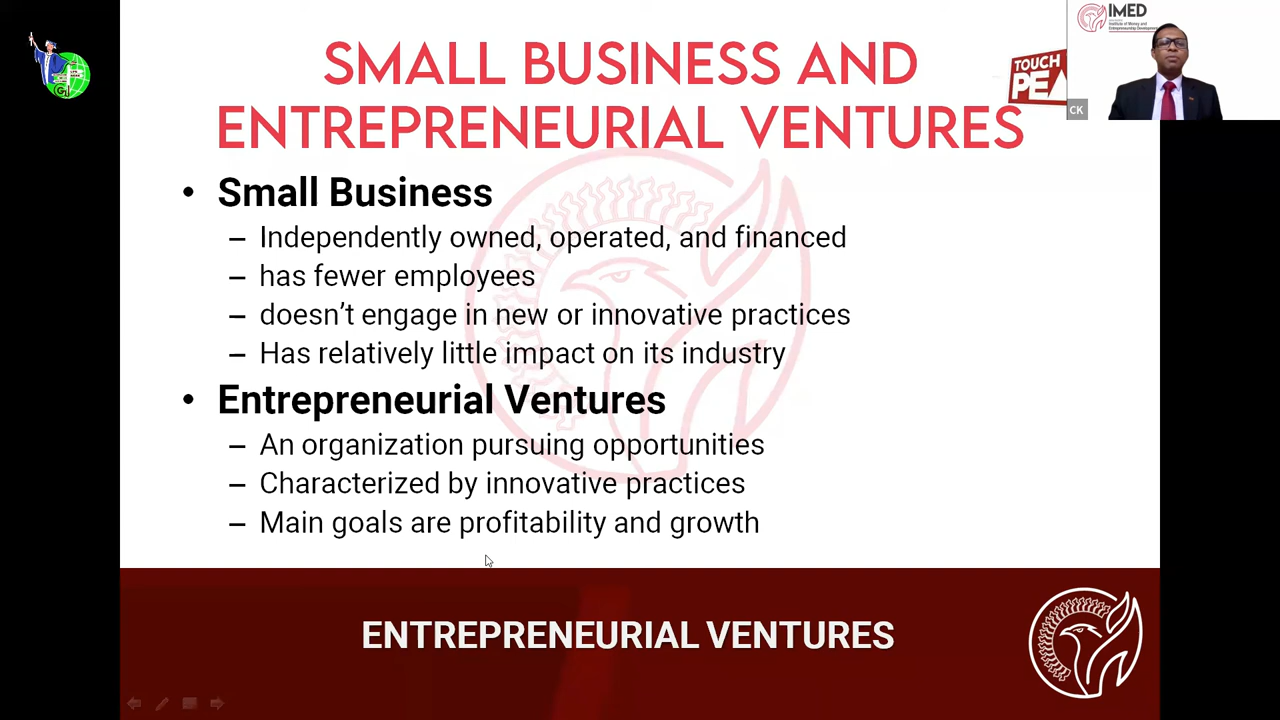 SMALL BUSINESS AND
ENTREPRENEURIAL VENTURES
• Small Business
– Independently owned, operated, and financed
– has fewer employees
– doesn't engage in new or innovative practices
– Has relatively little impact on its industry
• Entrepreneurial Ventures
– An organization pursuing opportunities
– Characterized by innovative practices
– Main goals are profitability and growth
ENTREPRENEURIAL VENTURES
TOUCH
IMED
Institute of Money and
Entrepreneurship Development
CK